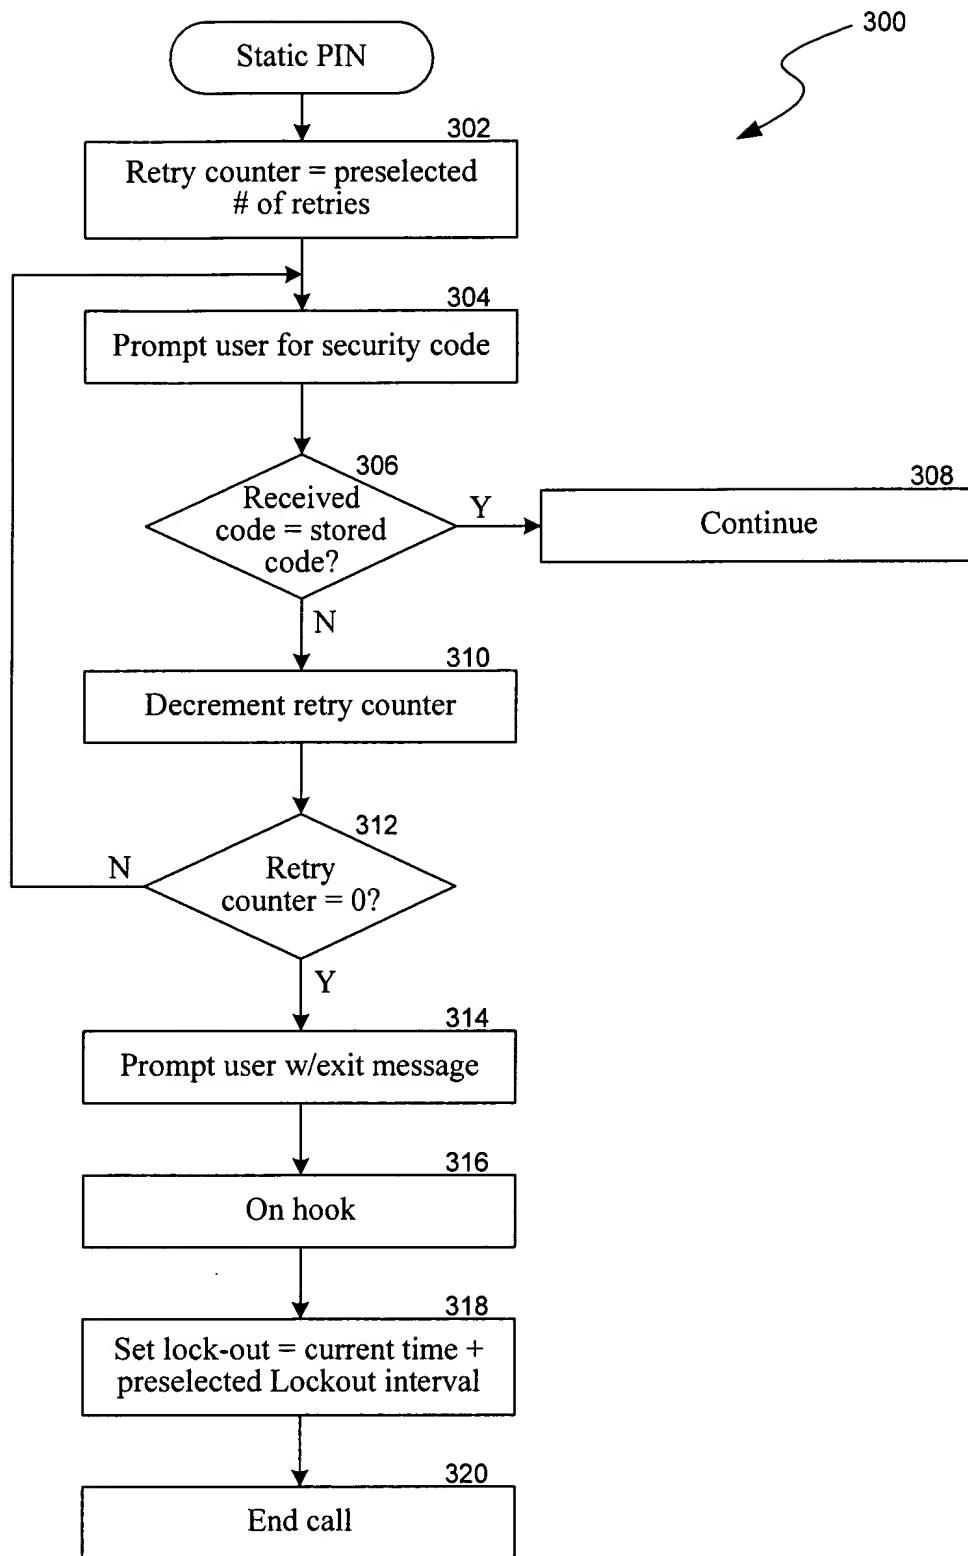 300
Static PIN
302
Retry counter = preselected
# of retries
304
Prompt user for security code
306
Received
code = stored
code?
Y
308
Continue
N
310
Decrement retry counter
312
Retry
counter = 0?
N
Y
314
Prompt user w/exit message
316
On hook
318
Set lock-out = current time +
preselected Lockout interval
320
End call